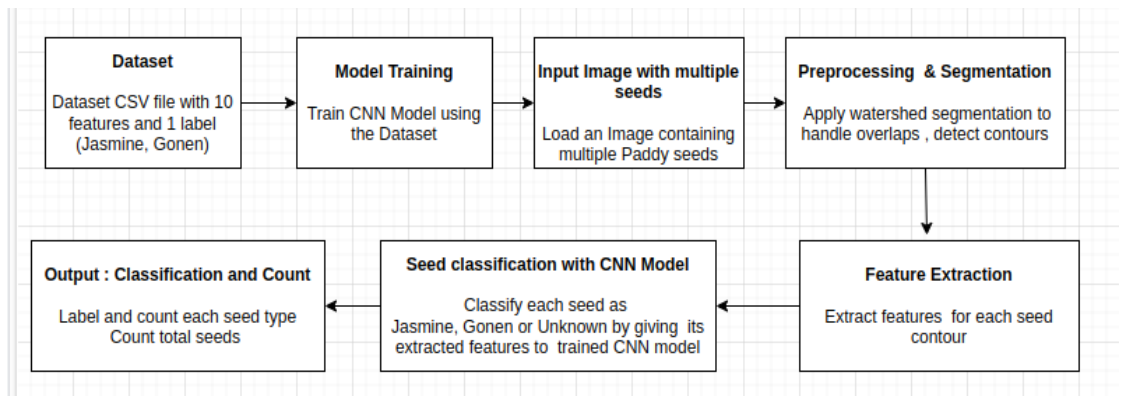 Dataset
Dataset CSV file with 10
features and 1 label
(Jasmine, Gonen)
Model Training
Train CNN Model using
the Dataset
Input Image with multiple
seeds
Load an Image containing
multiple Paddy seeds
Preprocessing & Segmentation
Apply watershed segmentation to
handle overlaps , detect contours
Feature Extraction
Extract features for each seed
contour
Seed classification with CNN Model
Classify each seed as
Jasmine, Gonen or Unknown by giving its
extracted features to trained CNN model
Output : Classification and Count
Label and count each seed type
Count total seeds